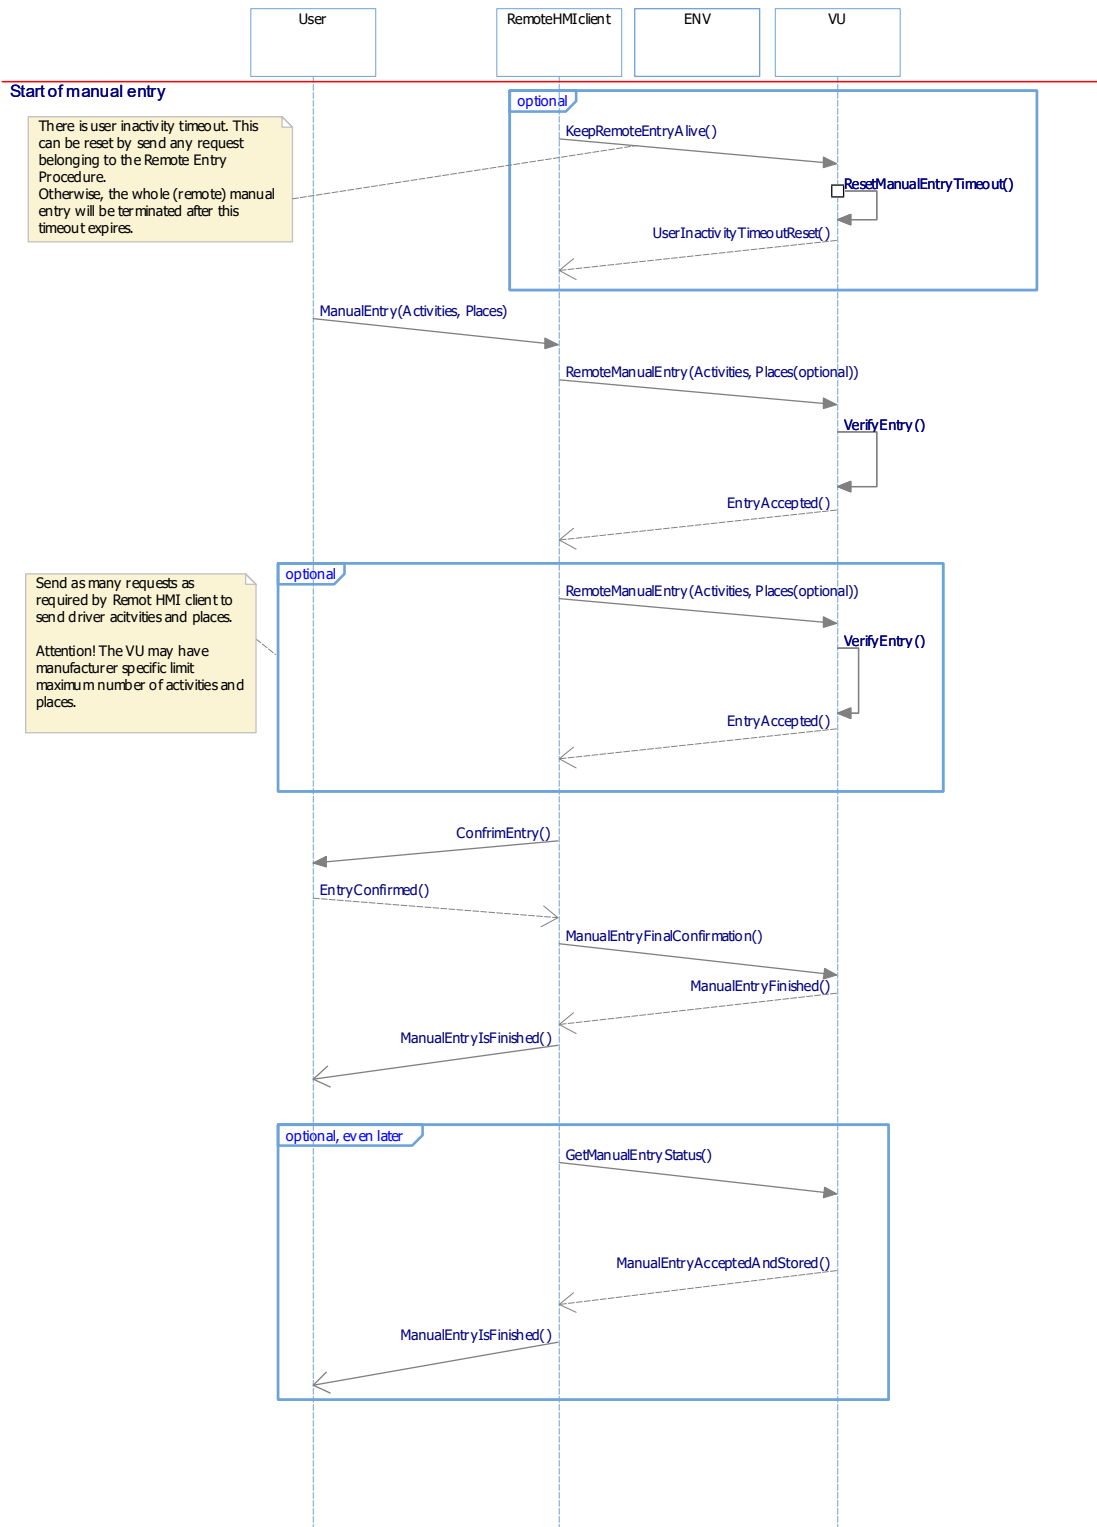 User
RemoteHMIclient
ENV
VU
Start of manual entry
optional
There is user inactivity timeout. This
can be reset by send any request
belonging to the Remote Entry
Procedure.
Otherwise, the whole (remote) manual
entry will be terminated after this
timeout expires.
KeepRemoteEntryAlive()
ResetManualEntryTimeout()
UserInactivityTimeoutReset()
ManualEntry(Activities, Places)
RemoteManualEntry(Activities, Places(optional))
VerifyEntry()
EntryAccepted()
optional
Send as many requests as
required by Remot HMI client to
send driver acitvities and places.
Attention! The VU may have
manufacturer specific limit
maximum number of activities and
places.
RemoteManualEntry(Activities, Places(optional))
VerifyEntry()
EntryAccepted()
ConfrimEntry()
EntryConfirmed()
ManualEntryFinalConfirmation()
ManualEntryFinished()
ManualEntryIsFinished()
optional, even later
GetManualEntryStatus()
ManualEntryAcceptedAndStored()
ManualEntryIsFinished()